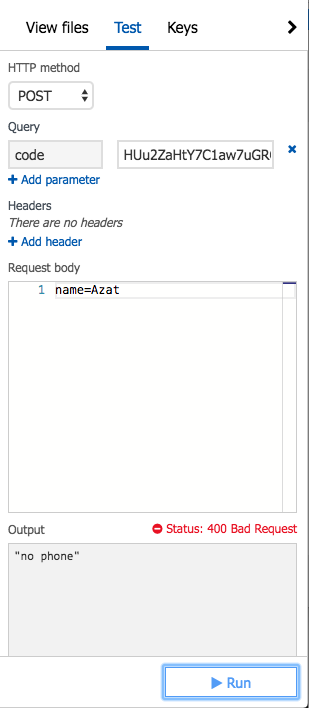 View files Test Keys
HTTP method
POST
Query
code HUu2ZaHtY7C1aw7uGR
+ Add parameter
Headers
There are no headers
+ Add header
Request body
1 name=Azat
Output Status: 400 Bad Request
"no phone"
Run